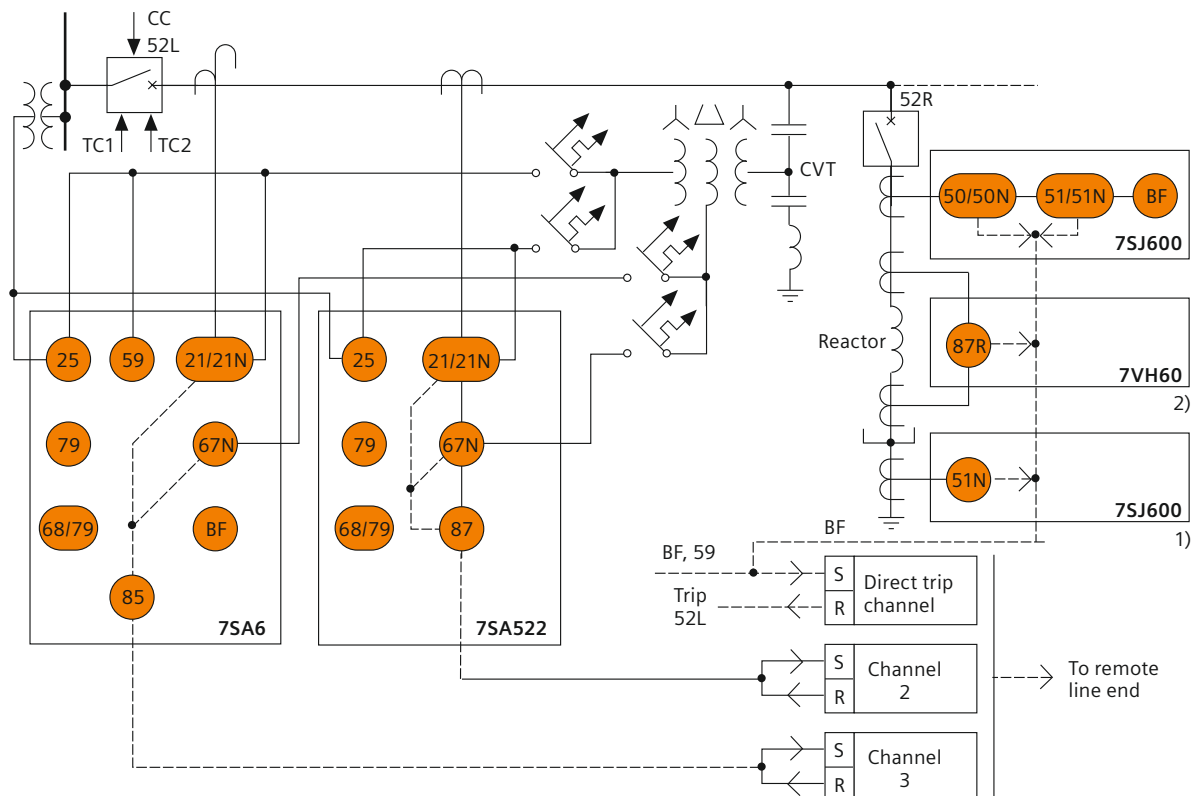 CC
52L
TC1
TC2
52R
CVT
50/50N
51/51N
BF
7SJ600
Reactor
87R
7VH60
2)
51N
7SJ600
1)
25
59
21/21N
79
67N
68/79
BF
85
7SA6
25
21/21N
79
67N
68/79
87
7SA522
BF
BF, 59
Trip
52L
S
R
Direct trip
channel
S
R
Channel
2
S
R
Channel
3
To remote
line end